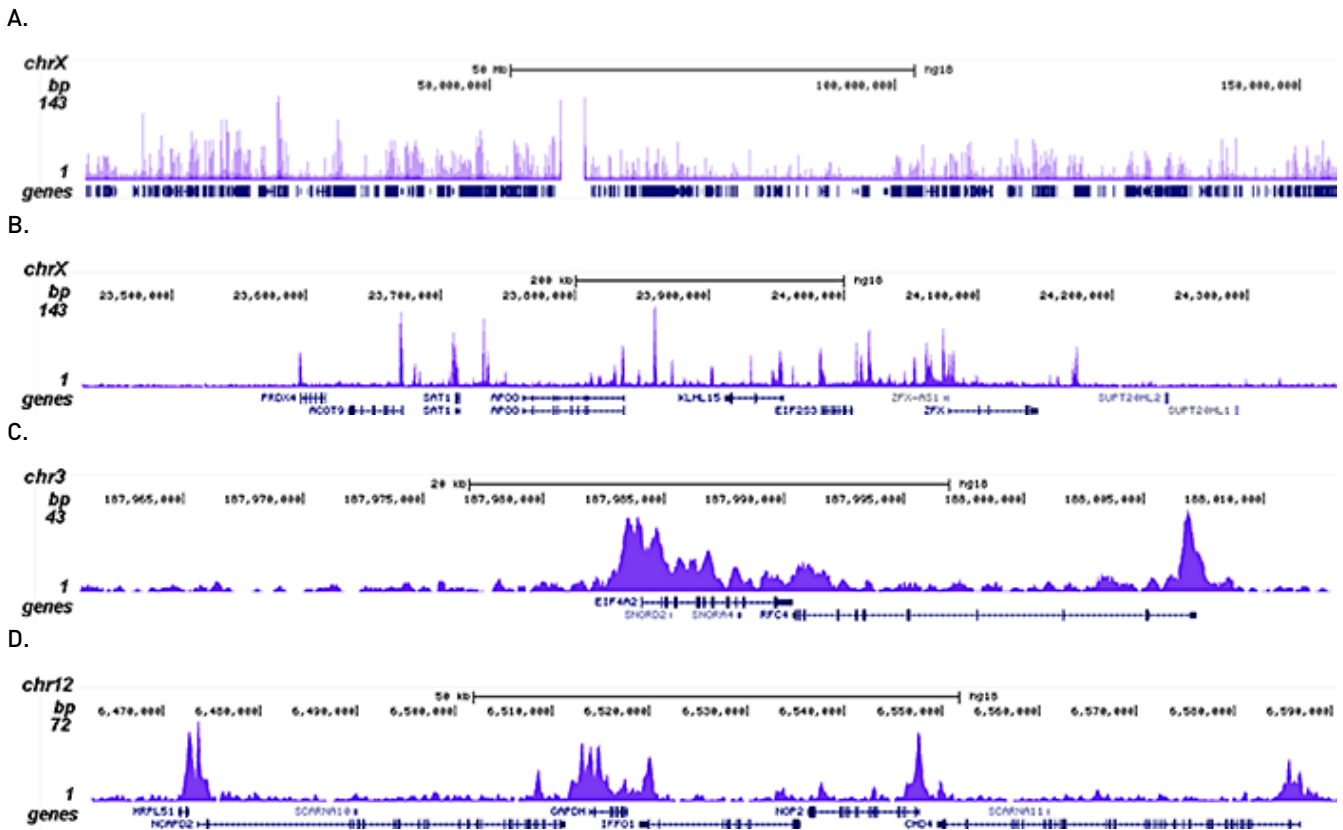 A.
chrX
50 Mb hg18
bp 50,000,000 100,000,000 150,000,000
143
1
genes
B.
chrX
200 kb hg18
bp 23,500,000 23,600,000 23,700,000 23,800,000 23,900,000 24,000,000 24,100,000 24,200,000 24,300,000
143
1
genes
PRDX4 SAT1 APOO KLHL15 ZFX-AS1 SUPT20HL2
ACOT9 SAT1 APOO EIF2S3 ZFX SUPT20HL1
C.
chr3
20 kb hg18
bp 187,965,000 187,970,000 187,975,000 187,980,000 187,985,000 187,990,000 187,995,000 188,000,000 188,005,000 188,010,000
43
1
genes
EIF4A2
SNORD2 SNORA4 RFC4
D.
chr12
50 kb hg18
bp 6,470,000 6,480,000 6,490,000 6,500,000 6,510,000 6,520,000 6,530,000 6,540,000 6,550,000 6,560,000 6,570,000 6,580,000 6,590,000
72
1
genes
MRPL51 SCARNA10 GAPDH NOP2 SCARNA11
NCAPD2 IFFO1 CHD4